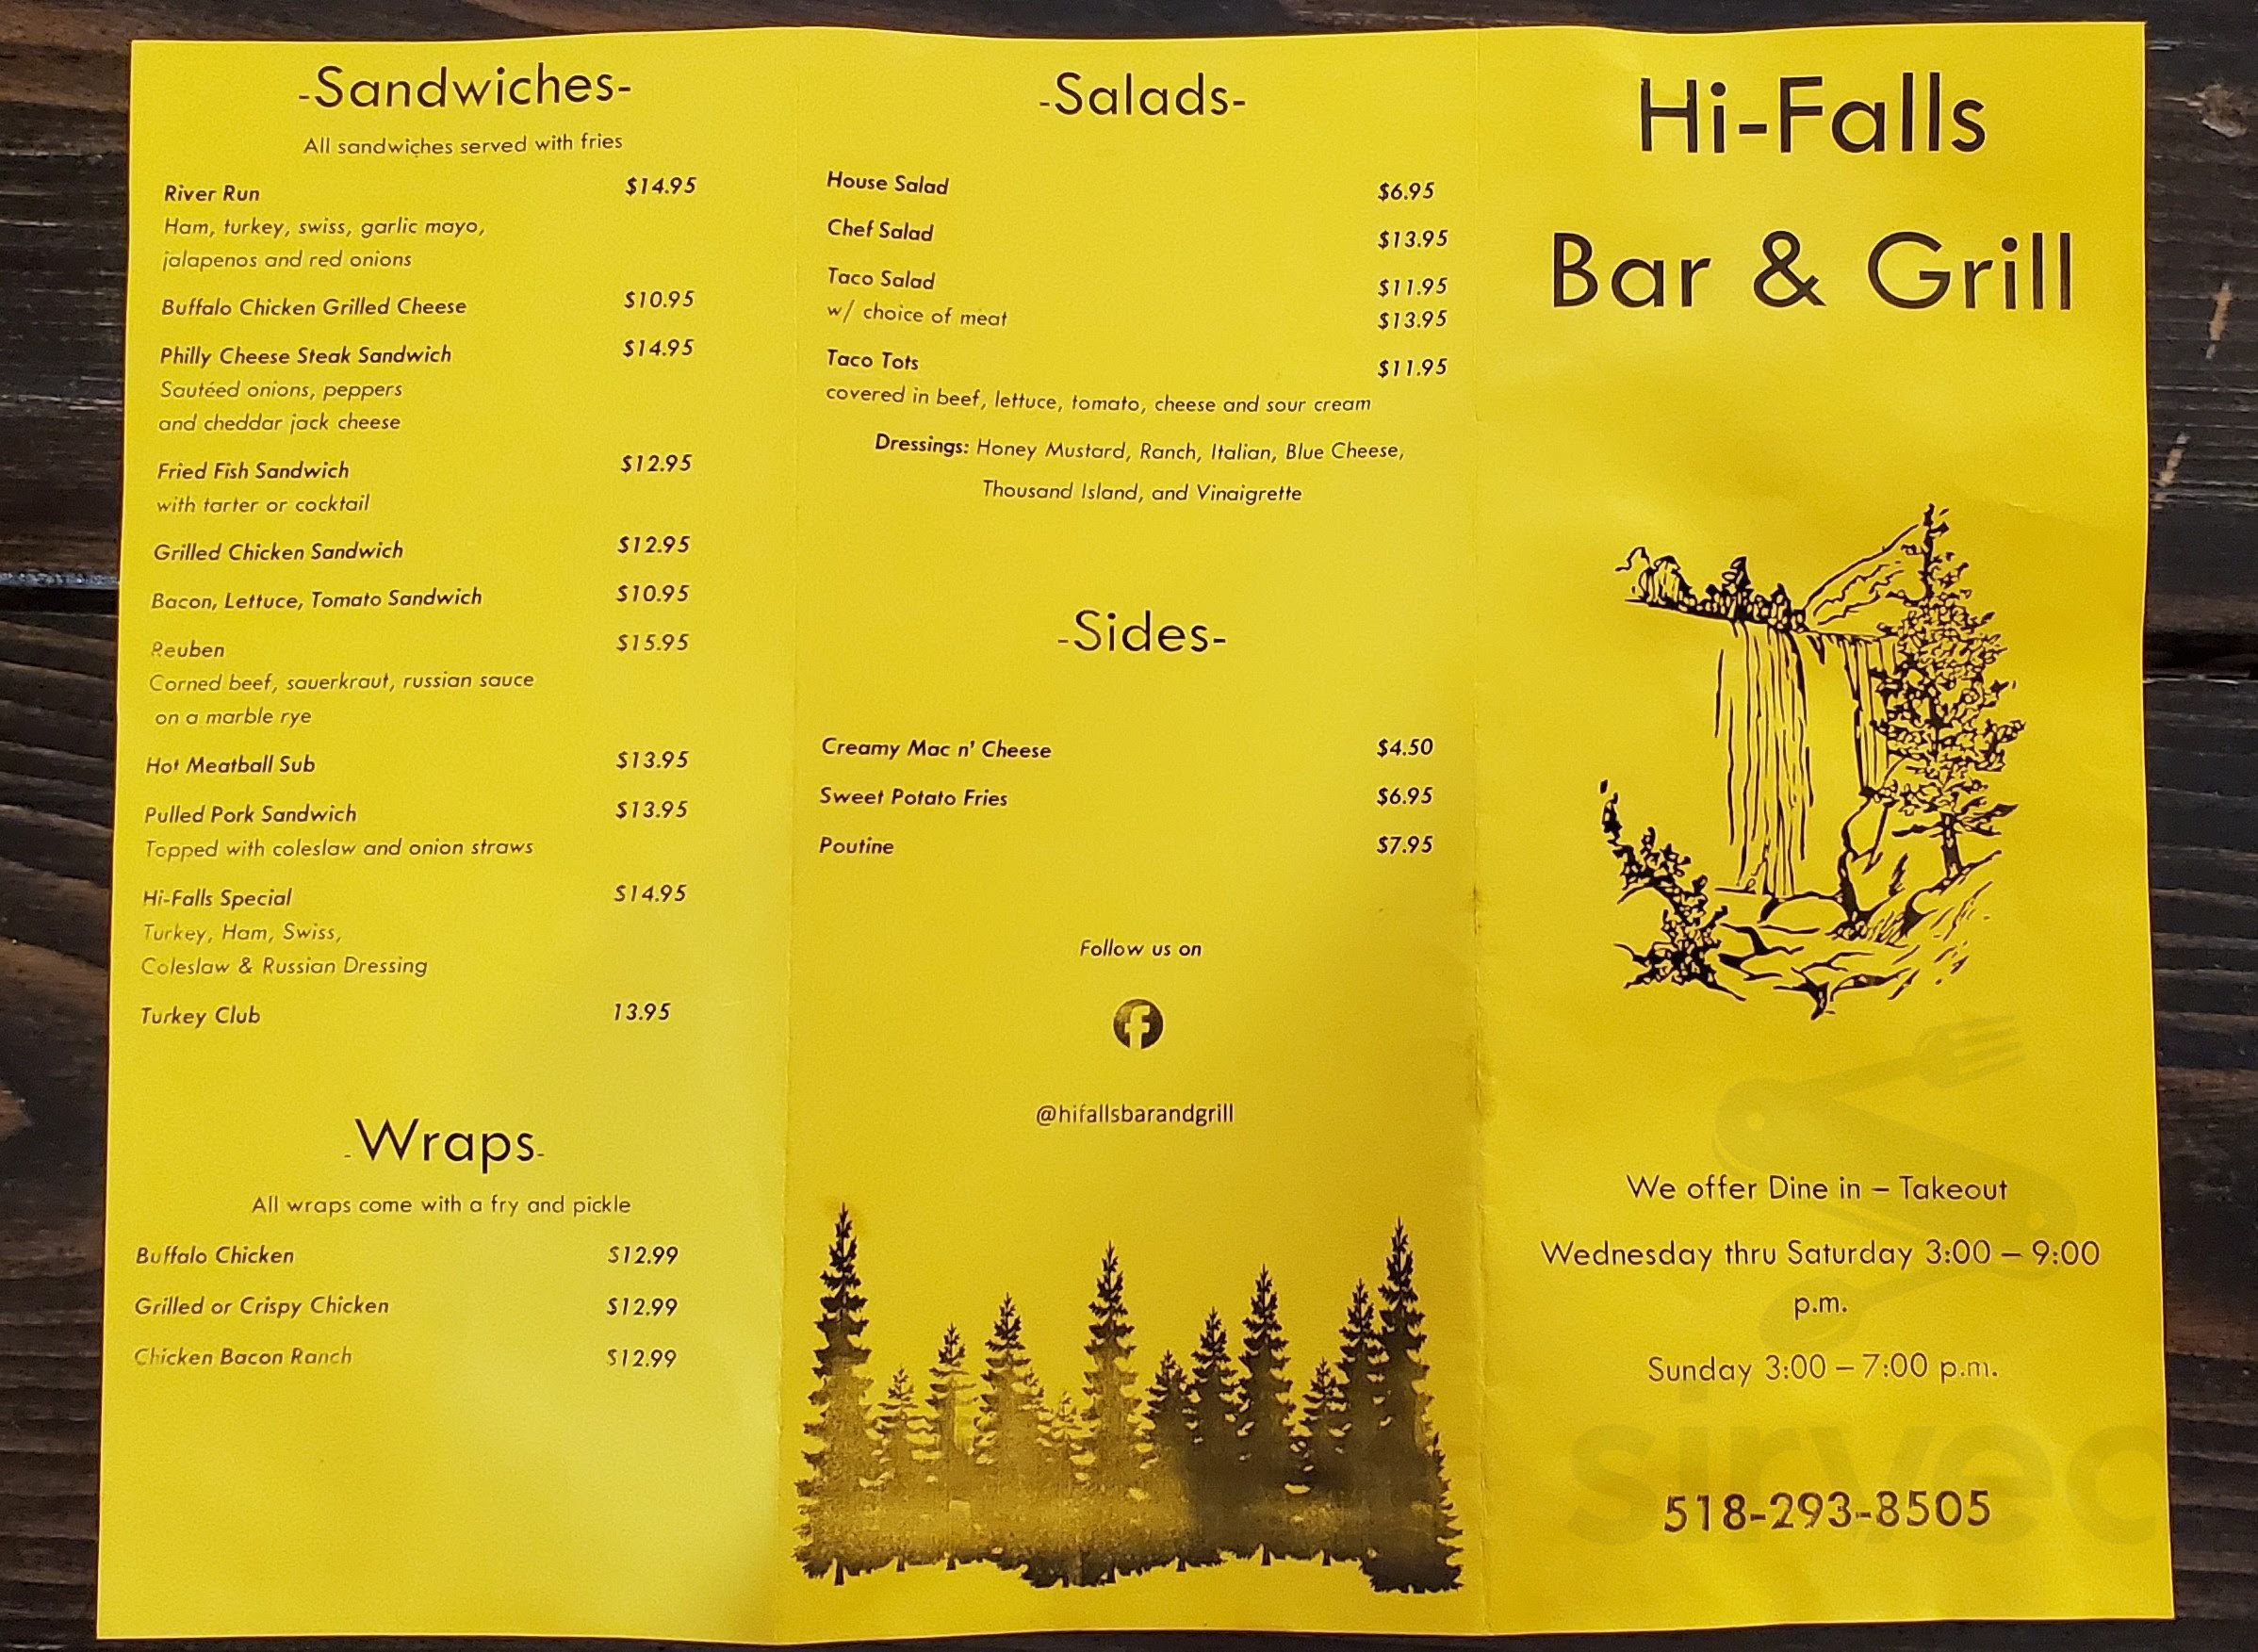 -Sandwiches-
All sandwiches served with fries
River Run $14.95
Ham, turkey, swiss, garlic mayo,
jalapenos and red onions
Buffalo Chicken Grilled Cheese $10.95
Philly Cheese Steak Sandwich $14.95
Sautéed onions, peppers
and cheddar jack cheese
Fried Fish Sandwich $12.95
with tarter or cocktail
Grilled Chicken Sandwich $12.95
Bacon, Lettuce, Tomato Sandwich $10.95
Reuben $15.95
Corned beef, sauerkraut, russian sauce
on a marble rye
Hot Meatball Sub $13.95
Pulled Pork Sandwich $13.95
Topped with coleslaw and onion straws
Hi-Falls Special $14.95
Turkey, Ham, Swiss,
Coleslaw & Russian Dressing
Turkey Club 13.95
-Wraps-
All wraps come with a fry and pickle
Buffalo Chicken $12.99
Grilled or Crispy Chicken $12.99
Chicken Bacon Ranch $12.99
-Salads-
House Salad $6.95
Chef Salad $13.95
Taco Salad $11.95
w/ choice of meat $13.95
Taco Tots $11.95
covered in beef, lettuce, tomato, cheese and sour cream
Dressings: Honey Mustard, Ranch, Italian, Blue Cheese,
Thousand Island, and Vinaigrette
-Sides-
Creamy Mac n' Cheese $4.50
Sweet Potato Fries $6.95
Poutine $7.95
Follow us on
f
@hifallsbarandgrill
Hi-Falls
Bar & Grill
We offer Dine in – Takeout
Wednesday thru Saturday 3:00 – 9:00
p.m.
Sunday 3:00 – 7:00 p.m.
sirved
518-293-8505